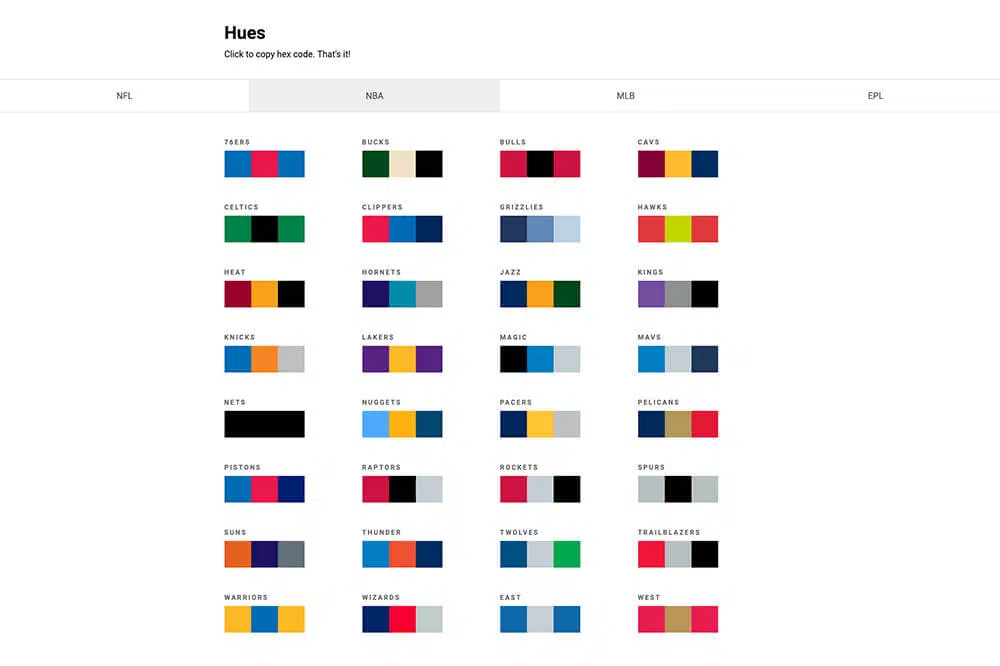 Hues
Click to copy hex code. That's it!
NFL NBA MLB EPL
76ERS BUCKS BULLS CAVS
CELTICS CLIPPERS GRIZZLIES HAWKS
HEAT HORNETS JAZZ KINGS
KNICKS LAKERS MAGIC MAVS
NETS NUGGETS PACERS PELICANS
PISTONS RAPTORS ROCKETS SPURS
SUNS THUNDER TWOLVES TRAILBLAZERS
WARRIORS WIZARDS EAST WEST